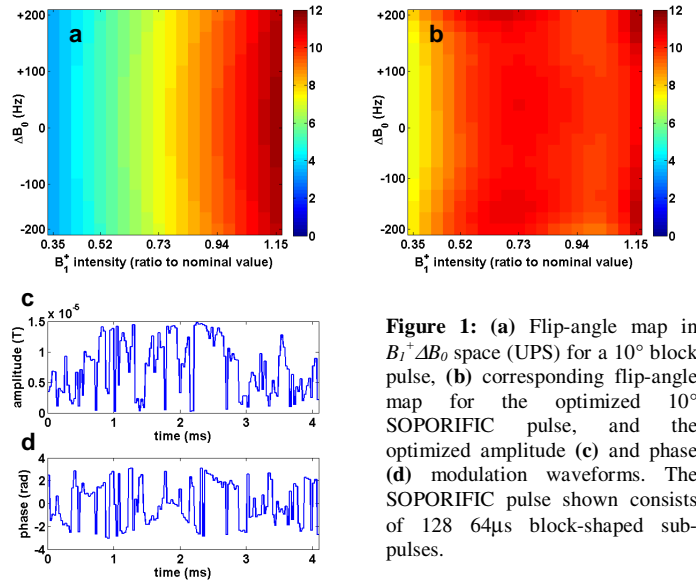 a
+200
+100
0
-100
-200
ΔB0 (Hz)
0.35 0.52 0.73 0.94 1.15
B1+ intensity (ratio to nominal value)
12
10
8
6
4
2
0
b
+200
+100
0
-100
-200
ΔB0 (Hz)
0.35 0.52 0.73 0.94 1.15
B1+ intensity (ratio to nominal value)
12
10
8
6
4
2
0
c
x 10-5
1.5
1
0.5
0
amplitude (T)
0 1 2 3 4
time (ms)
d
4
2
0
-2
-4
phase (rad)
0 1 2 3 4
time (ms)
Figure 1: (a) Flip-angle map in
B1+ΔB0 space (UPS) for a 10° block
pulse, (b) corresponding flip-angle
map for the optimized 10°
SOPORIFIC pulse, and the
optimized amplitude (c) and phase
(d) modulation waveforms. The
SOPORIFIC pulse shown consists
of 128 64μs block-shaped sub-
pulses.